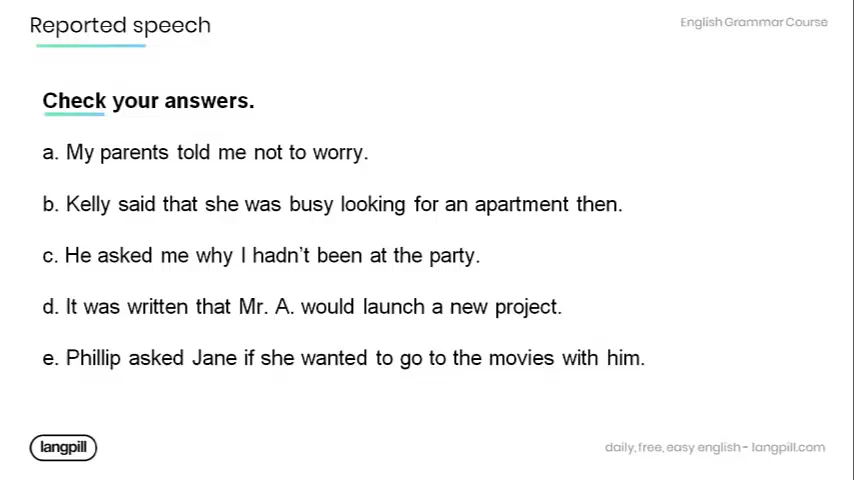 Reported speech
English Grammar Course
Check your answers.
a. My parents told me not to worry.
b. Kelly said that she was busy looking for an apartment then.
c. He asked me why I hadn’t been at the party.
d. It was written that Mr. A. would launch a new project.
e. Phillip asked Jane if she wanted to go to the movies with him.
langpill
daily, free, easy english - langpill.com